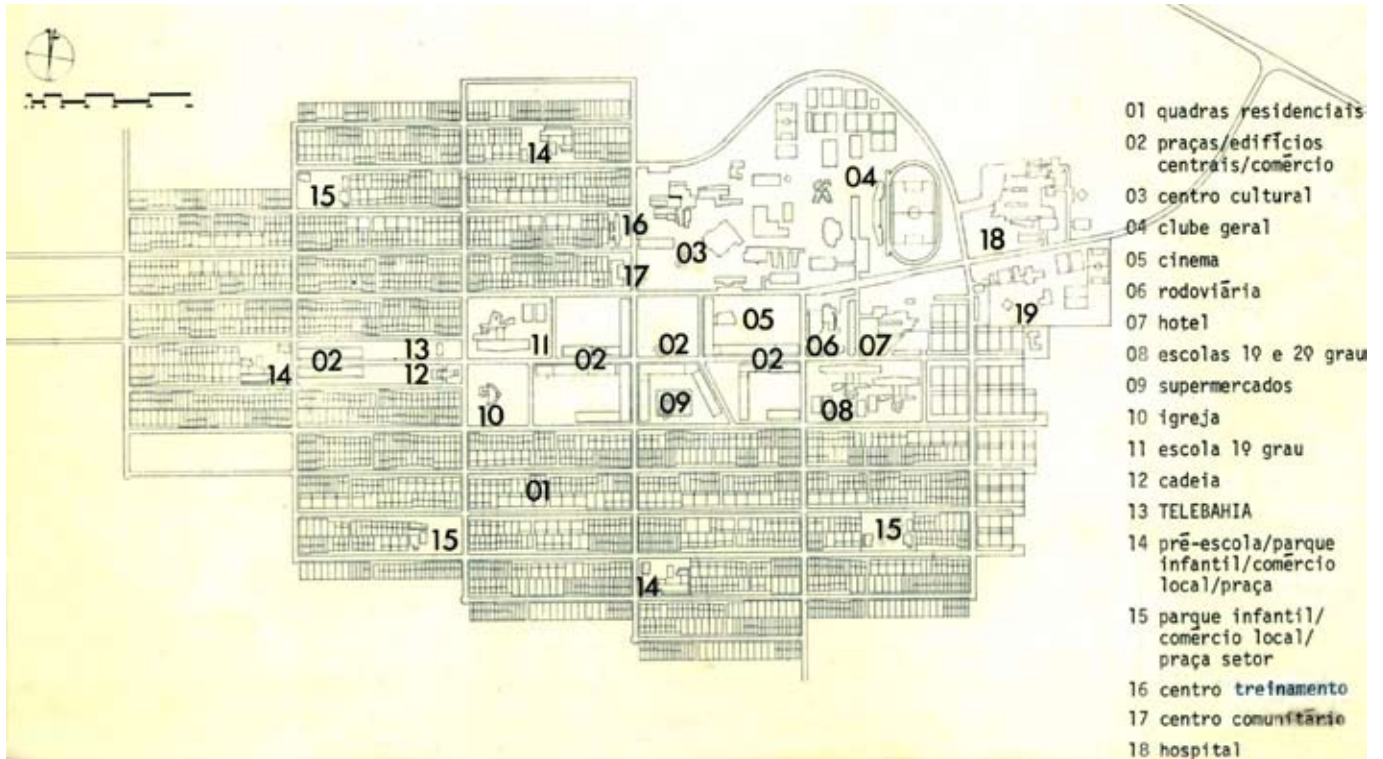 14
15
16
04
03
18
17
19
11
02
02
05
06
07
13
02
14
12
02
10
09
08
01
15
15
14
01 quadras residenciais
02 praças/edifícios
centrais/comércio
03 centro cultural
04 clube geral
05 cinema
06 rodoviária
07 hotel
08 escolas 1º e 2º grau
09 supermercados
10 igreja
11 escola 1º grau
12 cadeia
13 TELEBAHIA
14 pré-escola/parque
infantil/comércio
local/praça
15 parque infantil/
comércio local/
praça setor
16 centro treinamento
17 centro comunitário
18 hospital